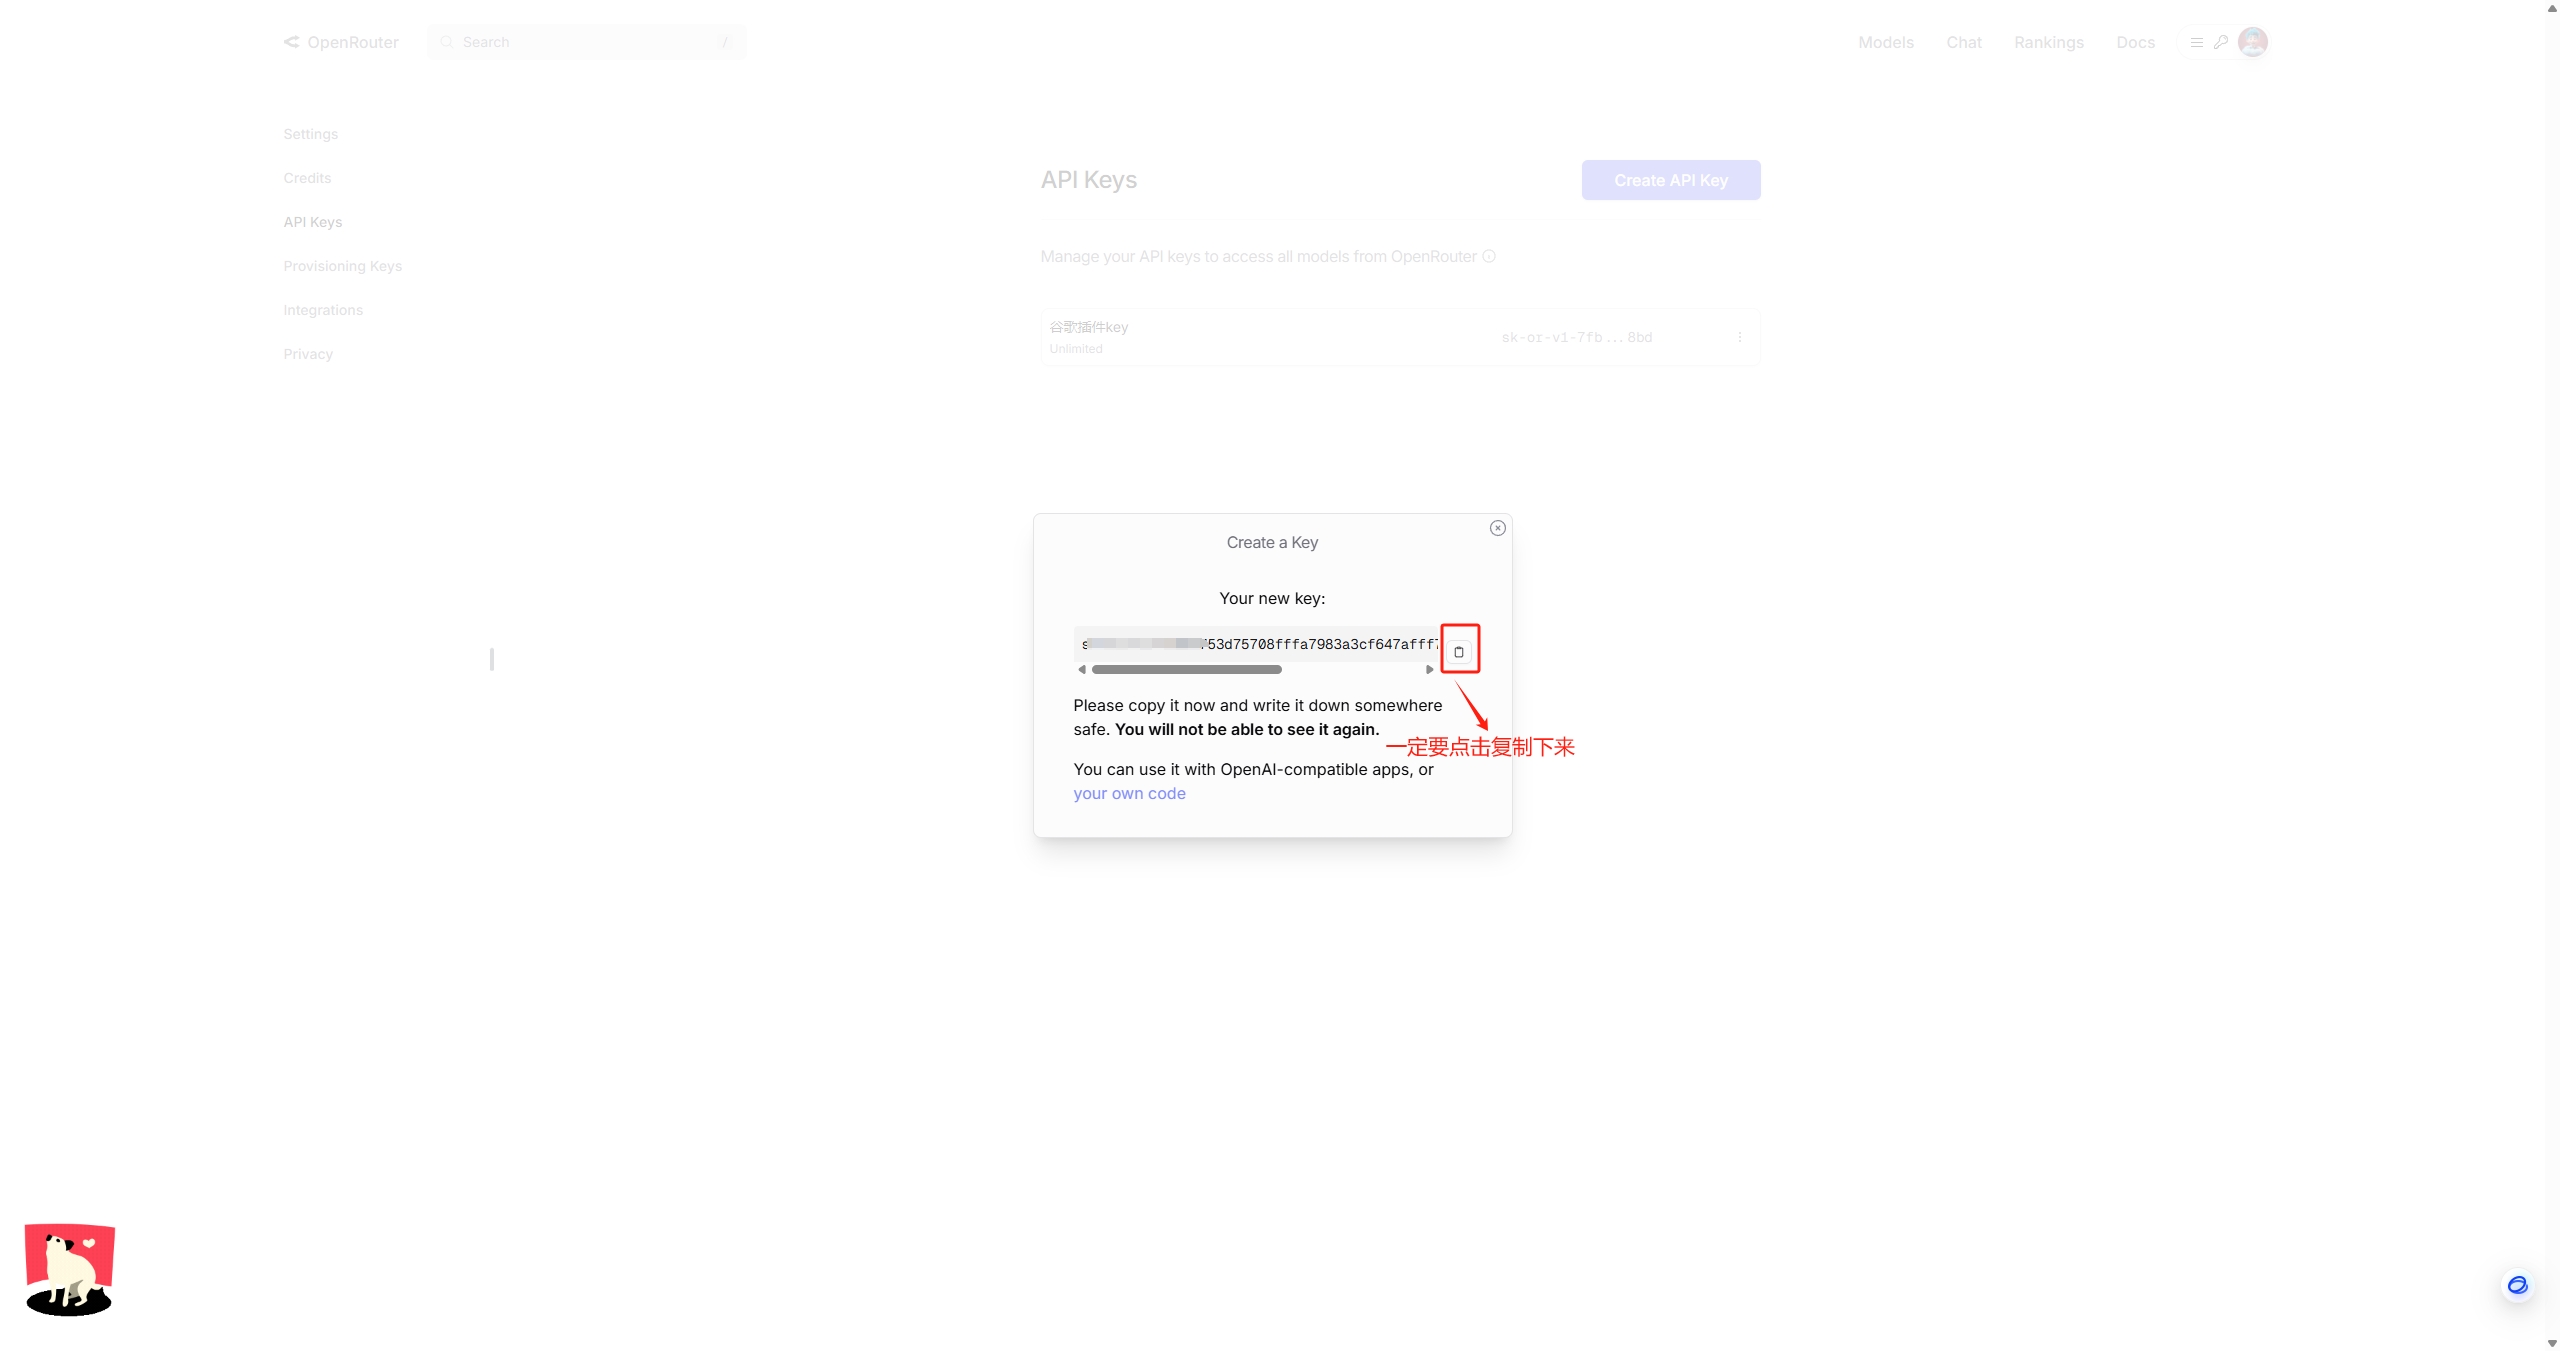 OpenRouter
Search
/
Models
Chat
Rankings
Docs
Settings
Credits
API Keys
Provisioning Keys
Integrations
Privacy
API Keys
Create API Key
Manage your API keys to access all models from OpenRouter
谷歌插件key
Unlimited
sk-or-v1-7fb...8bd
Create a Key
Your new key:
53d75708fffa7983a3cf647afff
Please copy it now and write it down somewhere
safe. You will not be able to see it again.
一定要点击复制下来
You can use it with OpenAI-compatible apps, or
your own code